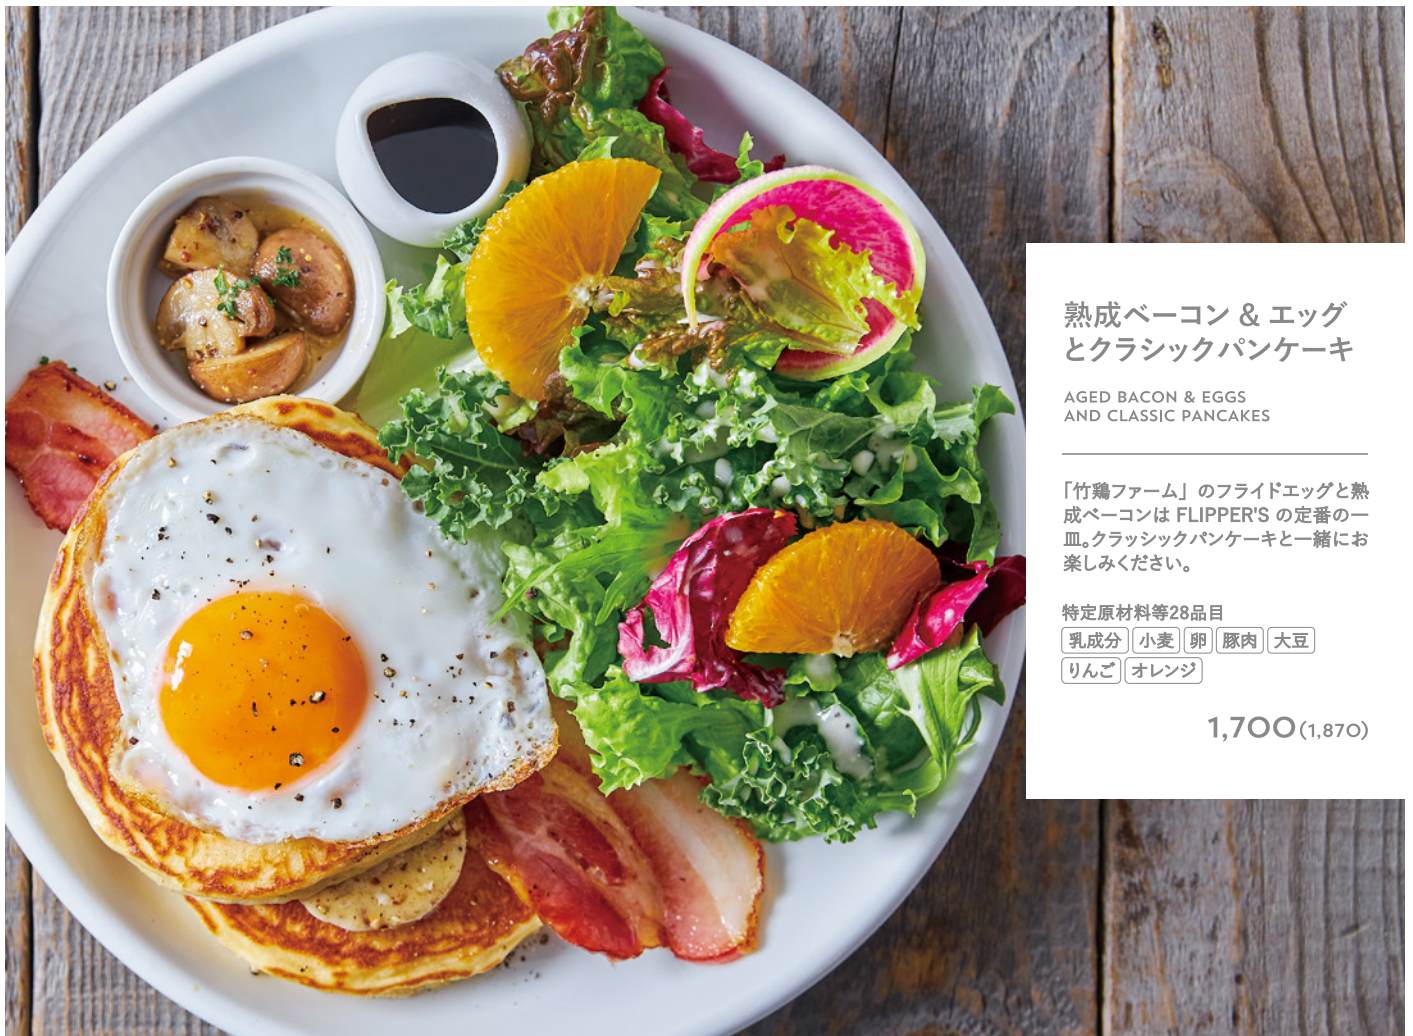 熟成ベーコン & エッグ
とクラシックパンケーキ
AGED BACON & EGGS
AND CLASSIC PANCAKES
「竹鶏ファーム」のフライドエッグと熟
成ベーコンは FLIPPER'S の定番の一
皿。クラッシックパンケーキと一緒にお
楽しみください。
特定原材料等28品目
乳成分 小麦 卵 豚肉 大豆
りんご オレンジ
1,700(1,870)